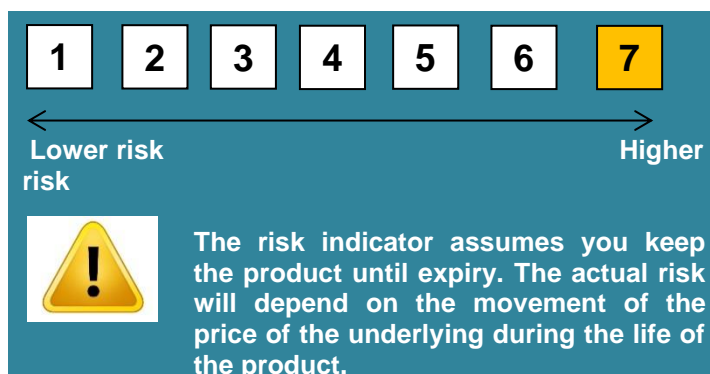 1 2 3 4 5 6 7
Lower risk Higher
risk
!
The risk indicator assumes you keep
the product until expiry. The actual risk
will depend on the movement of the
price of the underlying during the life of
the product.